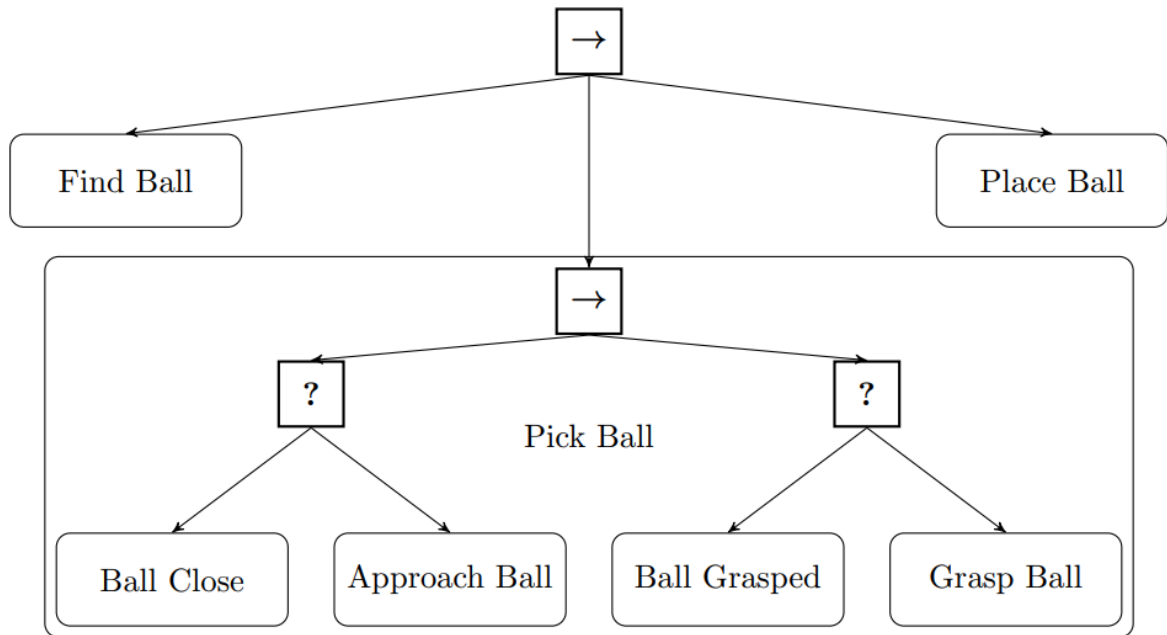 →
Find Ball
Place Ball
→
?
?
Pick Ball
Ball Close
Approach Ball
Ball Grasped
Grasp Ball